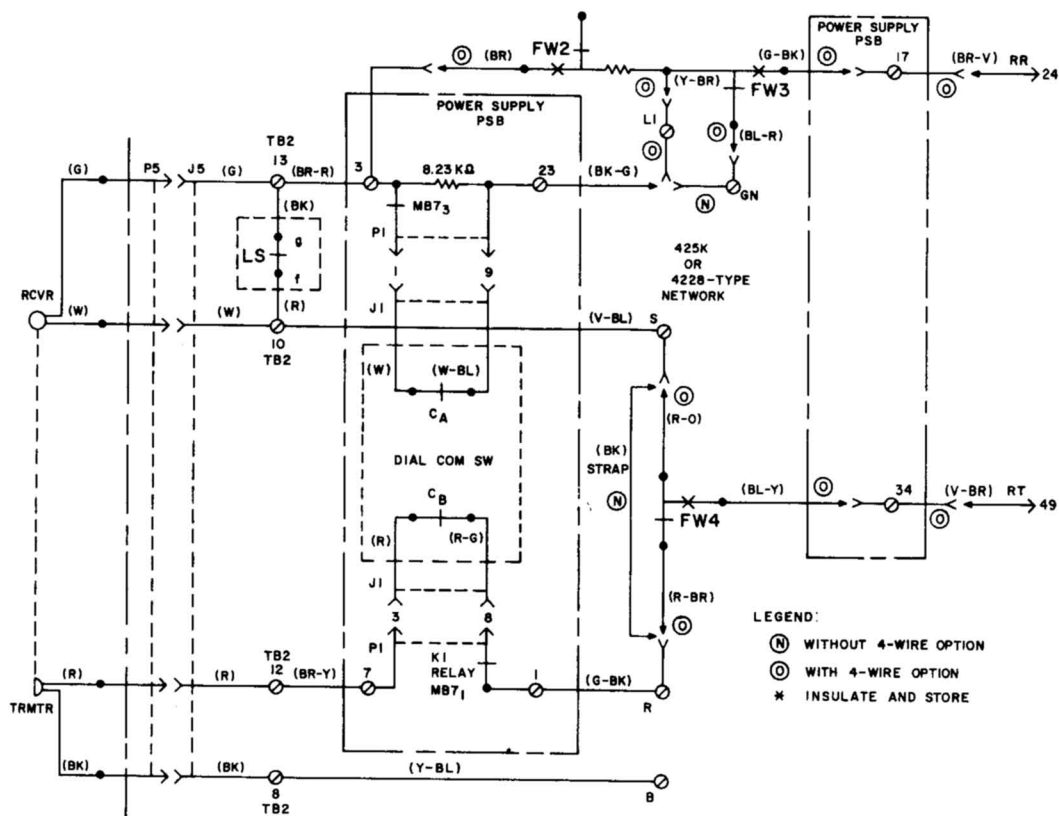 POWER SUPPLY
PSB
O (BR) FW2 (G-BK) O 17 (BR-V) RR
24
O (Y-BR) FW3 O
POWER SUPPLY
PSB
L1 O O (BL-R)
TB2
(G) P5 J5 (G) 13 (BR-R) 3 8.23 KΩ 23 (BK-G)
N GN
(BK) MB7₃
P1
LS g
f
1 9
425K
OR
4228-TYPE
NETWORK
RCVR
(W) (W) (R) J1 (V-BL) S
10
TB2
(W) (W-BL) O
C_A (R-O)
(BK)
STRAP
N
DIAL COM SW
(BL-Y) O 34 (V-BR) RT
49
C_B FW4 O
(R) (R-G)
J1 (R-BR)
3 8 O
LEGEND:
N WITHOUT 4-WIRE OPTION
O WITH 4-WIRE OPTION
* INSULATE AND STORE
P1 K1
RELAY
MB7₁
TB2
(R) (R) 12 (BR-Y) 7 1 (G-BK)
R
TRMTR
(BK) (BK) (Y-BL)
8
TB2
B